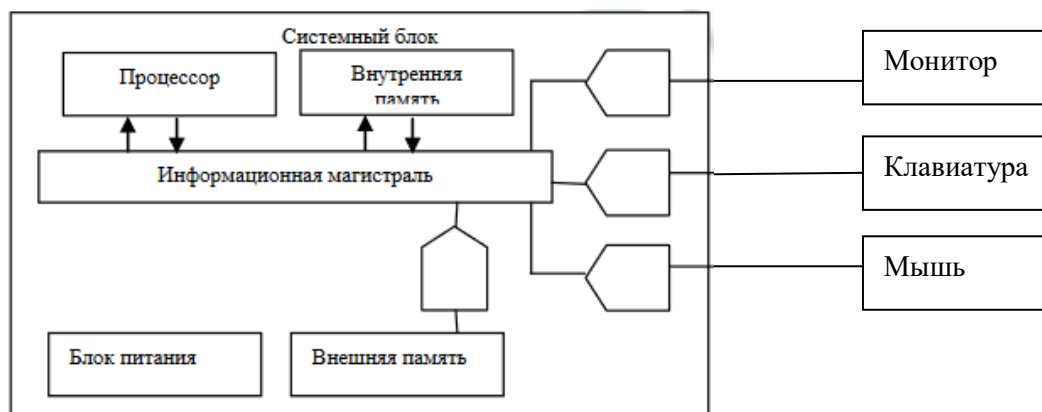 Системный блок
Процессор
Внутренняя
память
Монитор
Информационная магистраль
Клавиатура
Мышь
Блок питания
Внешняя память